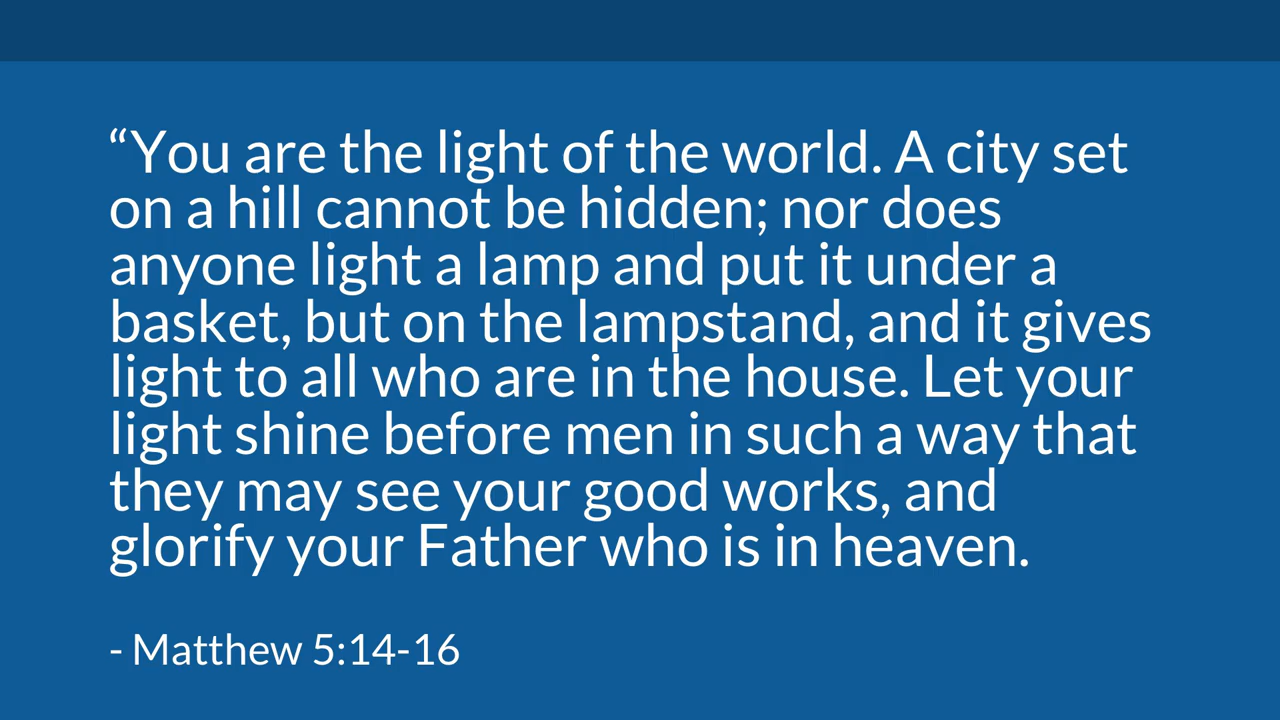 “You are the light of the world. A city set
on a hill cannot be hidden; nor does
anyone light a lamp and put it under a
basket, but on the lampstand, and it gives
light to all who are in the house. Let your
light shine before men in such a way that
they may see your good works, and
glorify your Father who is in heaven.
- Matthew 5:14-16